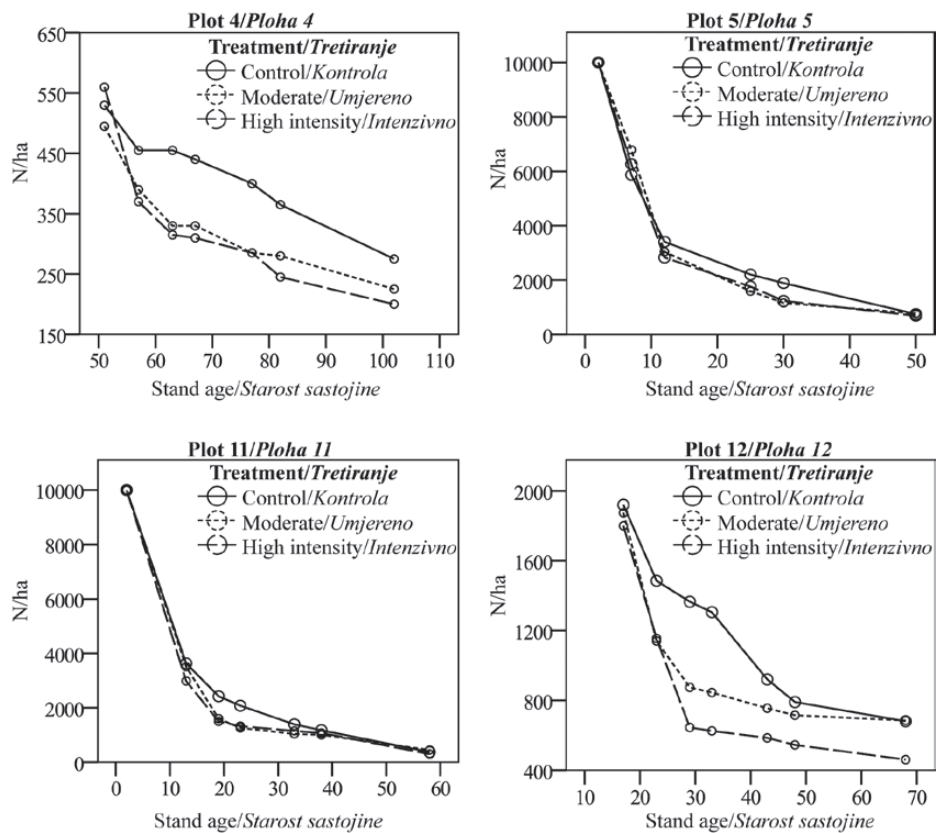 Plot 4/Ploha 4
Treatment/Tretiranje
Control/Kontrola
Moderate/Umjereno
High intensity/Intenzivno
N/ha
650
550
450
350
250
150
50 60 70 80 90 100 110
Stand age/Starost sastojine
Plot 5/Ploha 5
Treatment/Tretiranje
Control/Kontrola
Moderate/Umjereno
High intensity/Intenzivno
N/ha
10000
8000
6000
4000
2000
0
0 10 20 30 40 50
Stand age/Starost sastojine
Plot 11/Ploha 11
Treatment/Tretiranje
Control/Kontrola
Moderate/Umjereno
High intensity/Intenzivno
N/ha
10000
8000
6000
4000
2000
0
0 10 20 30 40 50 60
Stand age/Starost sastojine
Plot 12/Ploha 12
Treatment/Tretiranje
Control/Kontrola
Moderate/Umjereno
High intensity/Intenzivno
N/ha
2000
1600
1200
800
400
10 20 30 40 50 60 70
Stand age/Starost sastojine